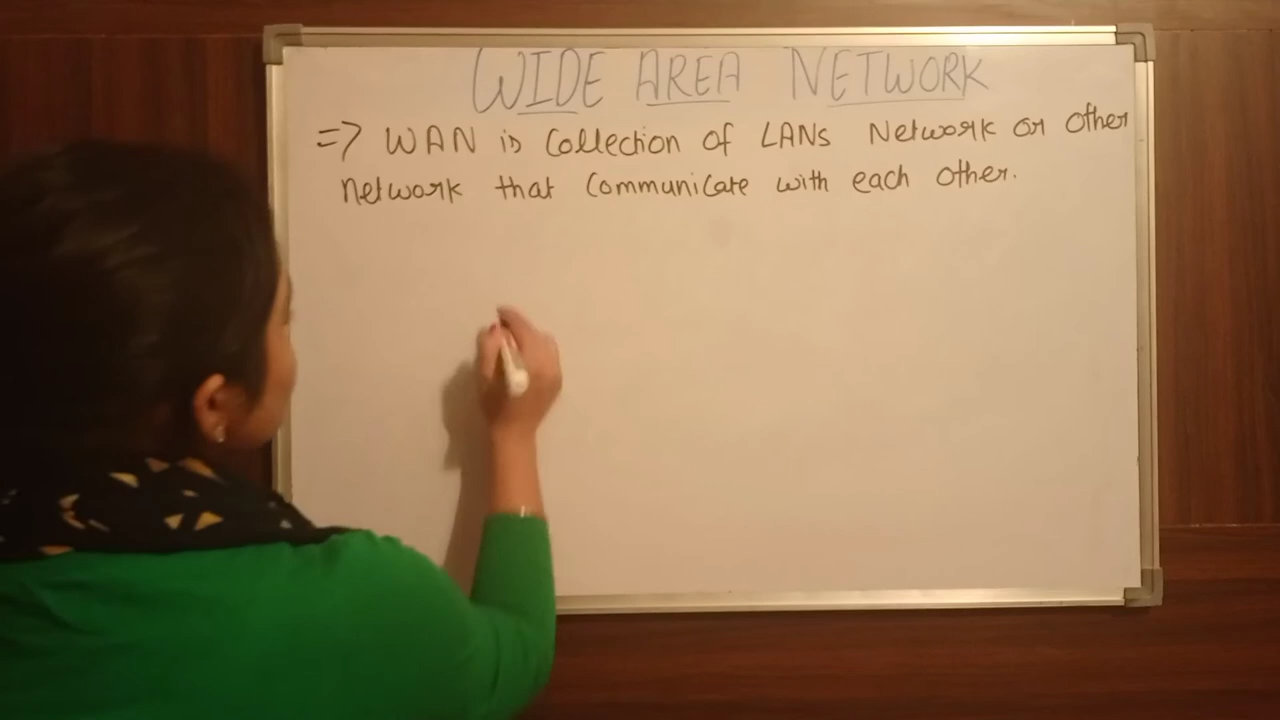 WIDE AREA NETWORK
=> WAN is Collection of LANs Network or other
network that Communicate with each other.